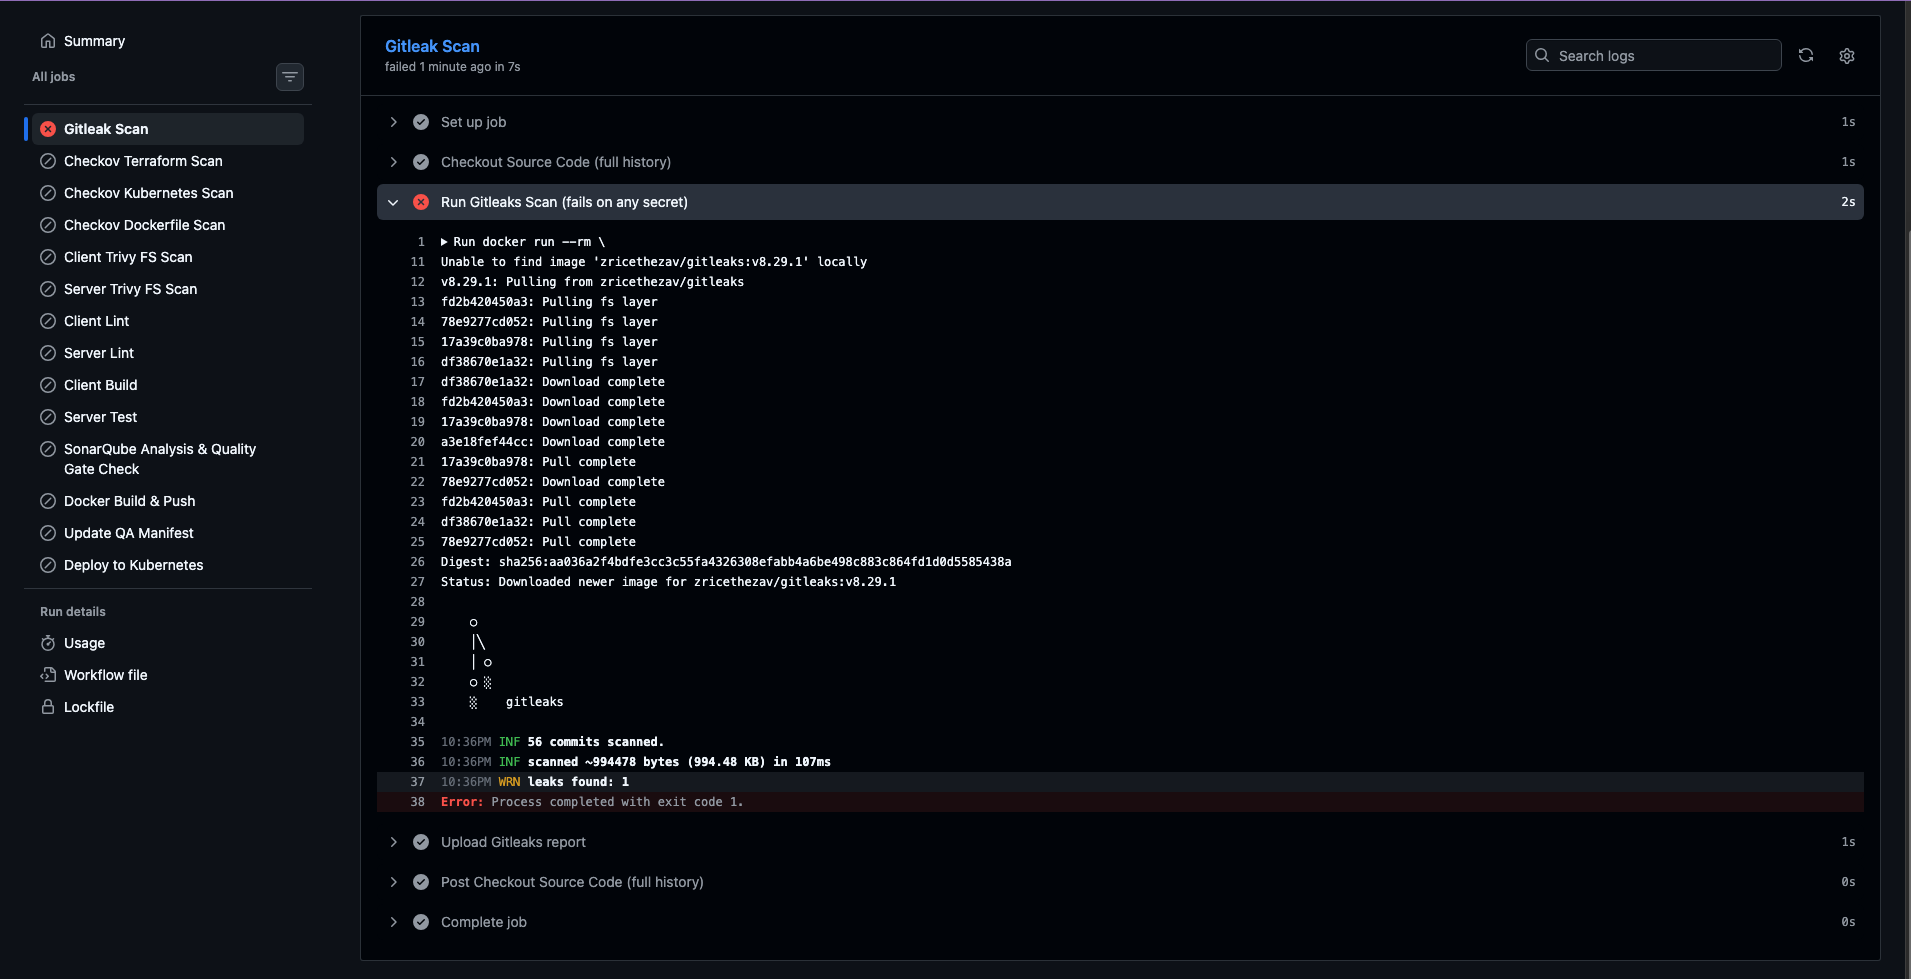 Summary
All jobs
Gitleak Scan
Checkov Terraform Scan
Checkov Kubernetes Scan
Checkov Dockerfile Scan
Client Trivy FS Scan
Server Trivy FS Scan
Client Lint
Server Lint
Client Build
Server Test
SonarQube Analysis & Quality
Gate Check
Docker Build & Push
Update QA Manifest
Deploy to Kubernetes
Run details
Usage
Workflow file
Lockfile
Gitleak Scan
failed 1 minute ago in 7s
Search logs
Set up job 1s
Checkout Source Code (full history) 1s
Run Gitleaks Scan (fails on any secret) 2s
1 ▶ Run docker run --rm \
11 Unable to find image 'zricethezav/gitleaks:v8.29.1' locally
12 v8.29.1: Pulling from zricethezav/gitleaks
13 fd2b420450a3: Pulling fs layer
14 78e9277cd052: Pulling fs layer
15 17a39c0ba978: Pulling fs layer
16 df38670e1a32: Pulling fs layer
17 df38670e1a32: Download complete
18 fd2b420450a3: Download complete
19 17a39c0ba978: Download complete
20 a3e18fef44cc: Download complete
21 17a39c0ba978: Pull complete
22 78e9277cd052: Download complete
23 fd2b420450a3: Pull complete
24 df38670e1a32: Pull complete
25 78e9277cd052: Pull complete
26 Digest: sha256:aa036a2f4bdfe3cc3c55fa4326308efabb4a6be498c883c864fd1d0d5585438a
27 Status: Downloaded newer image for zricethezav/gitleaks:v8.29.1
28
29 ○
30 │╲
31 │ ○
32 ○ ░
33 ░ gitleaks
34
35 10:36PM INF 56 commits scanned.
36 10:36PM INF scanned ~994478 bytes (994.48 KB) in 107ms
37 10:36PM WRN leaks found: 1
38 Error: Process completed with exit code 1.
Upload Gitleaks report 1s
Post Checkout Source Code (full history) 0s
Complete job 0s